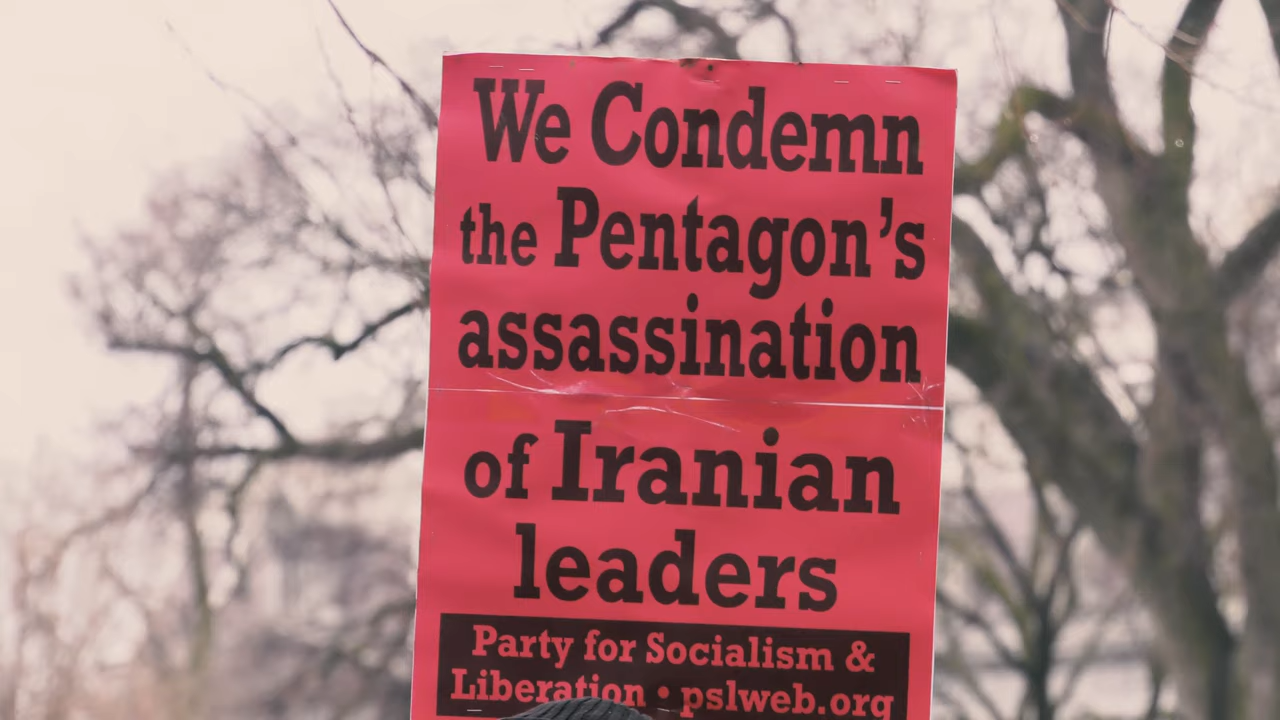 We Condemn
the Pentagon's
assassination
of Iranian
leaders
Party for Socialism &
Liberation • pslweb.org